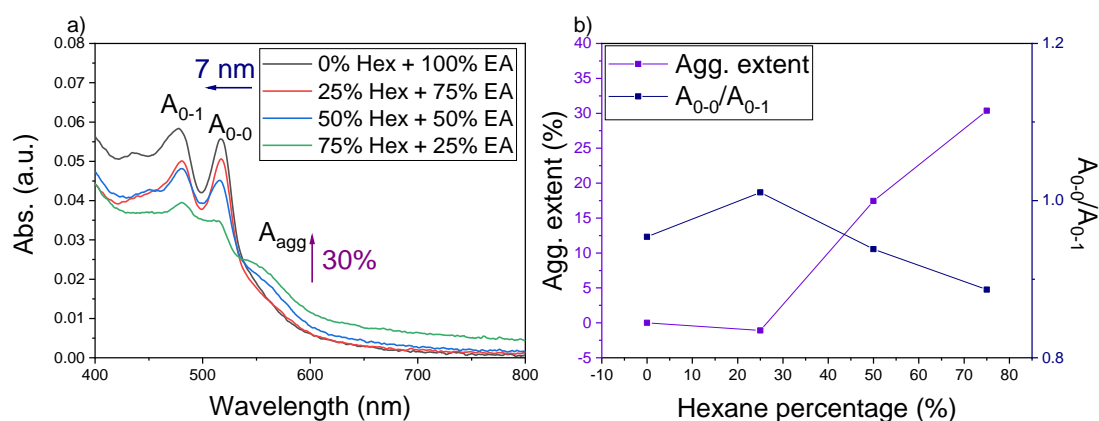 a)
0.08
0.07
0.06
0.05
0.04
0.03
0.02
0.01
0.00
Abs. (a.u.)
400
500
600
700
800
Wavelength (nm)
7 nm
A0-1
A0-0
Aagg
30%
0% Hex + 100% EA
25% Hex + 75% EA
50% Hex + 50% EA
75% Hex + 25% EA
b)
40
35
30
25
20
15
10
5
0
-5
Agg. extent (%)
-10
0
10
20
30
40
50
60
70
80
Hexane percentage (%)
Agg. extent
A0-0/A0-1
1.2
1.0
0.8
A0-0/A0-1